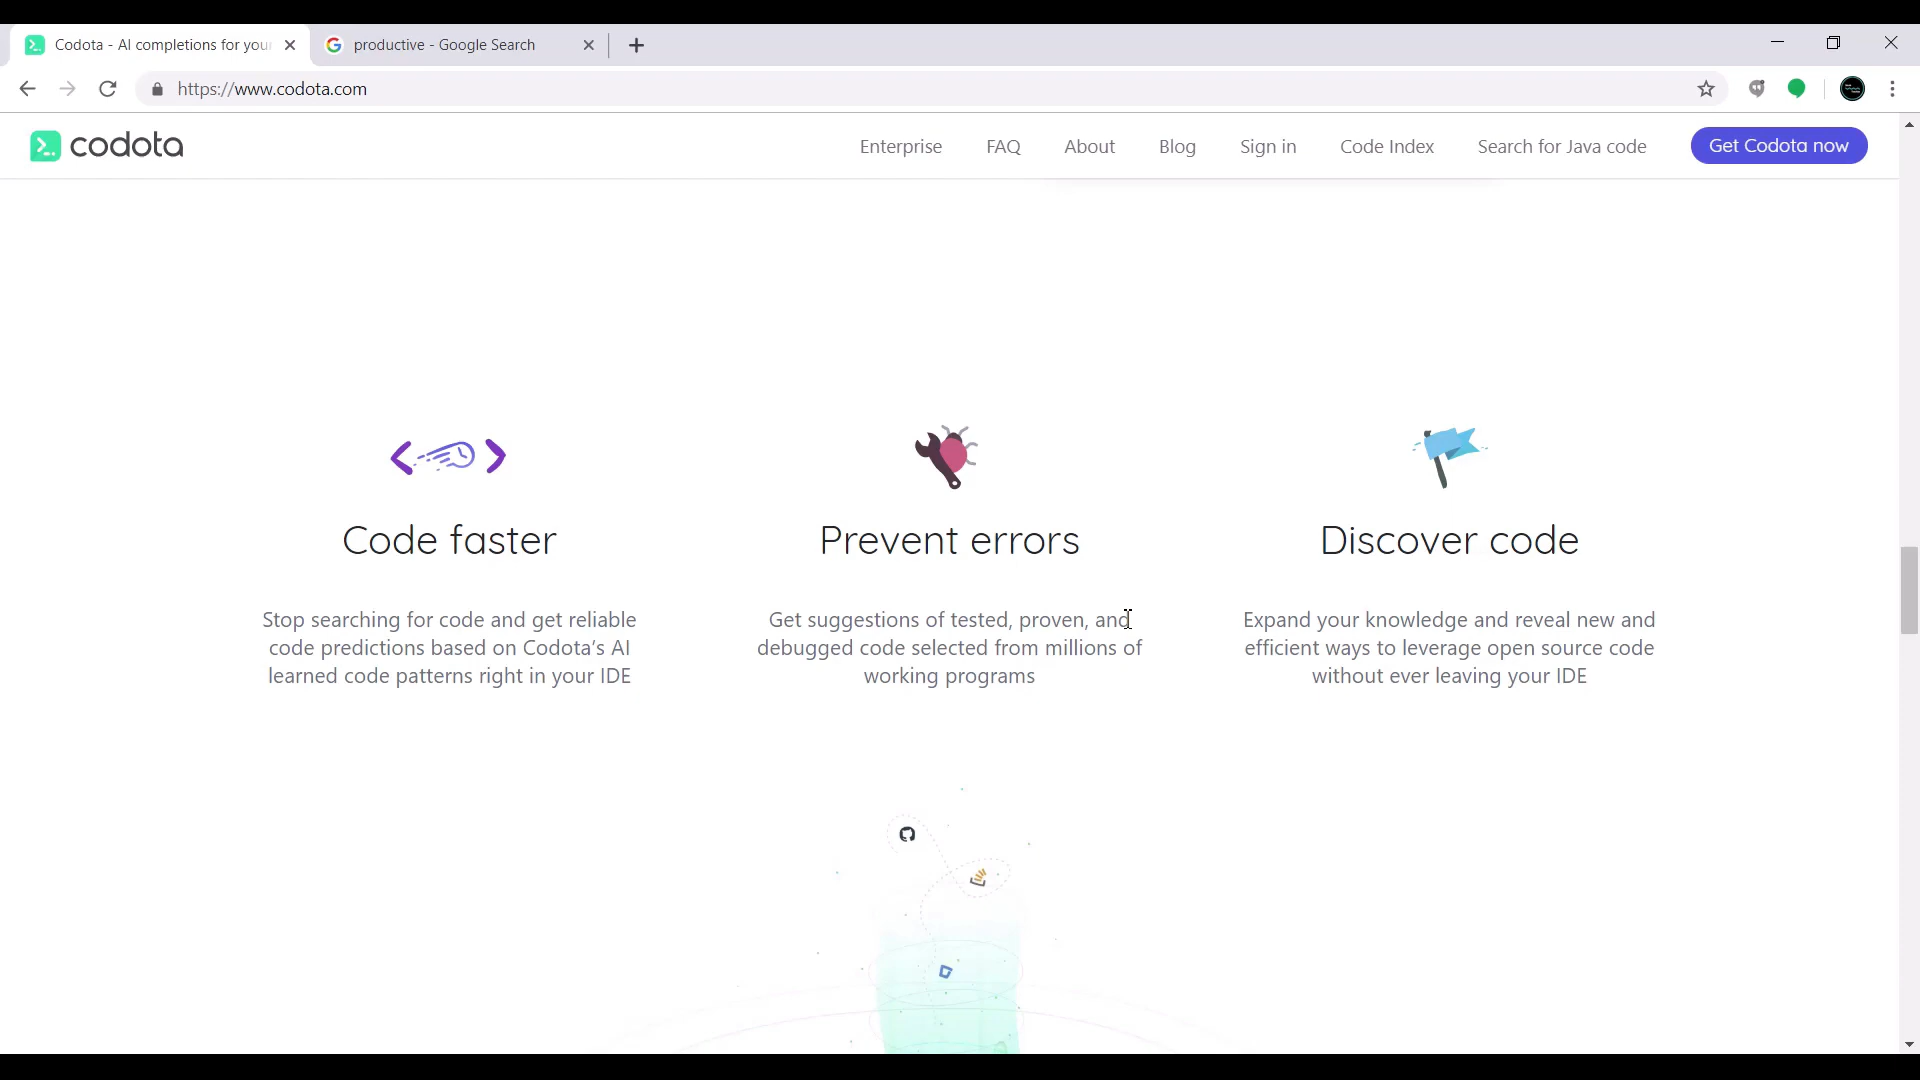 Codota - AI completions for your
productive - Google Search
https://www.codota.com
codota
Enterprise
FAQ
About
Blog
Sign in
Code Index
Search for Java code
Get Codota now
Code faster
Stop searching for code and get reliable
code predictions based on Codota’s AI
learned code patterns right in your IDE
Prevent errors
Get suggestions of tested, proven, and
debugged code selected from millions of
working programs
Discover code
Expand your knowledge and reveal new and
efficient ways to leverage open source code
without ever leaving your IDE